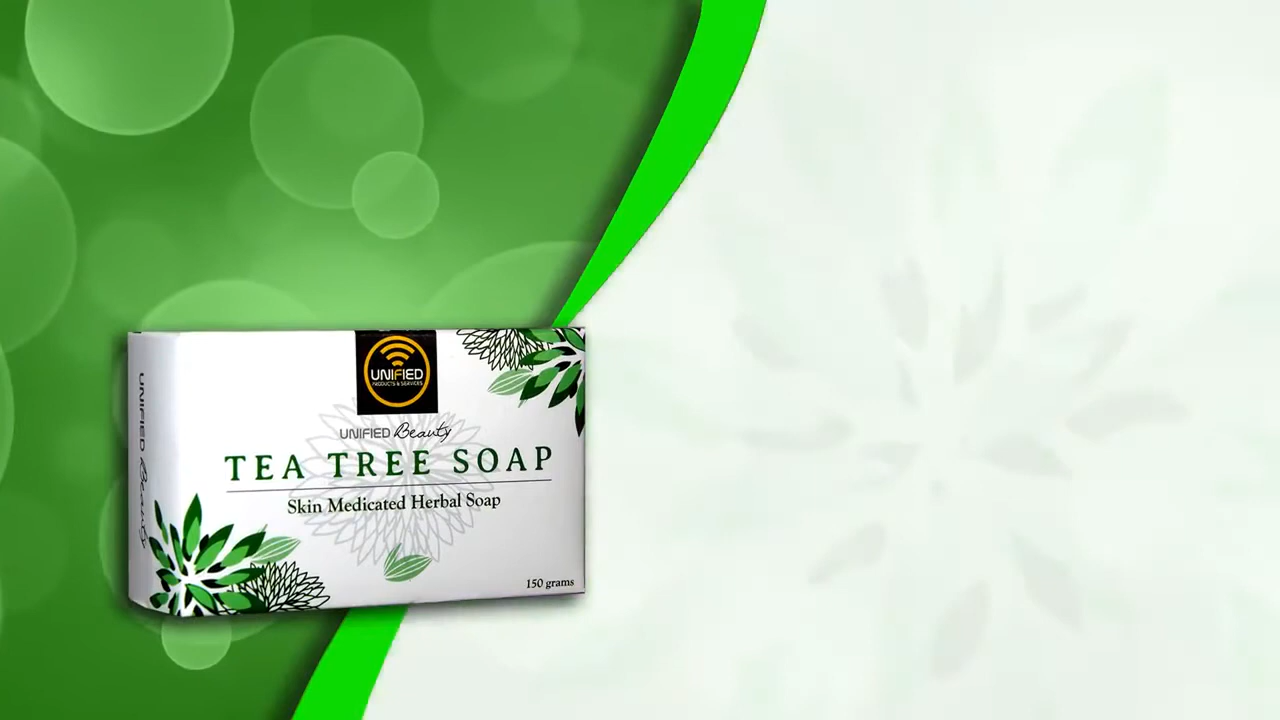 UNIFIED
PRODUCTS & SERVICES
UNIFIED Beauty
TEA TREE SOAP
Skin Medicated Herbal Soap
150 grams
UNIFIED Beauty